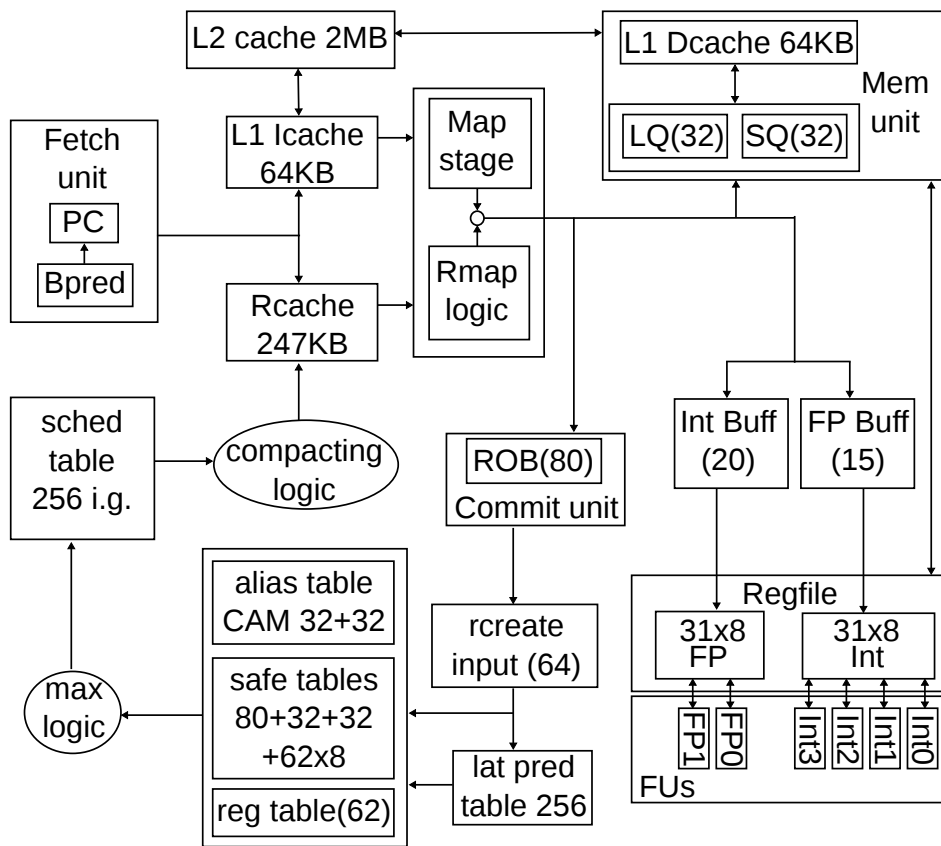 L2 cache 2MB
L1 Dcache 64KB
Mem
unit
LQ(32)
SQ(32)
Fetch
unit
PC
Bpred
L1 Icache
64KB
Map
stage
Rmap
logic
Rcache
247KB
sched
table
256 i.g.
compacting
logic
ROB(80)
Commit unit
Int Buff
(20)
FP Buff
(15)
alias table
CAM 32+32
safe tables
80+32+32
+62x8
reg table(62)
max
logic
rcreate
input (64)
lat pred
table 256
Regfile
31x8
FP
31x8
Int
FP1
FP0
Int3
Int2
Int1
Int0
FUs